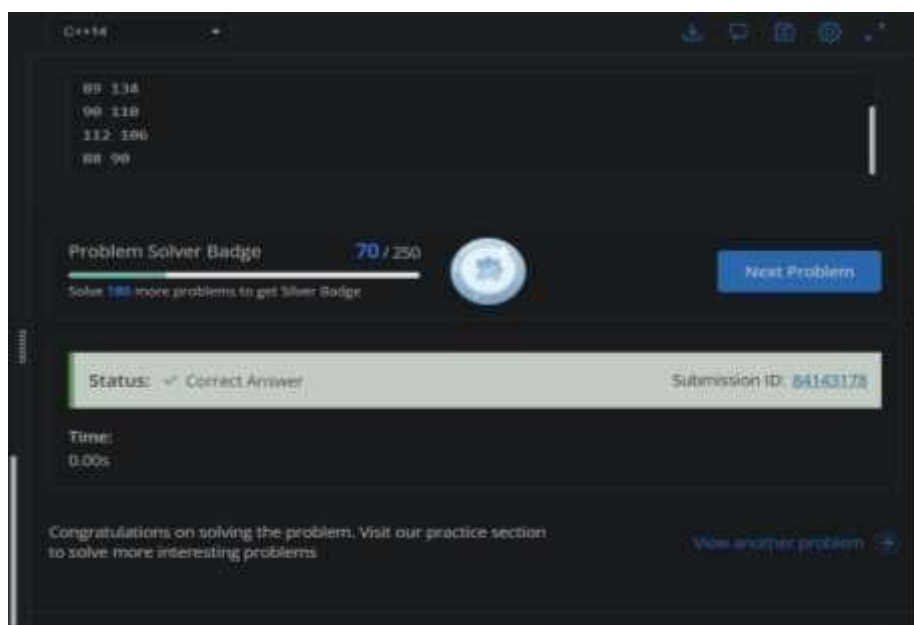 C++14
89 134
90 110
112 106
88 90
Problem Solver Badge 70 / 250
Solve 180 more problems to get Silver Badge
Next Problem
Status: ✓ Correct Answer Submission ID: 84143178
Time:
0.00s
Congratulations on solving the problem. Visit our practice section
to solve more interesting problems
View another problem